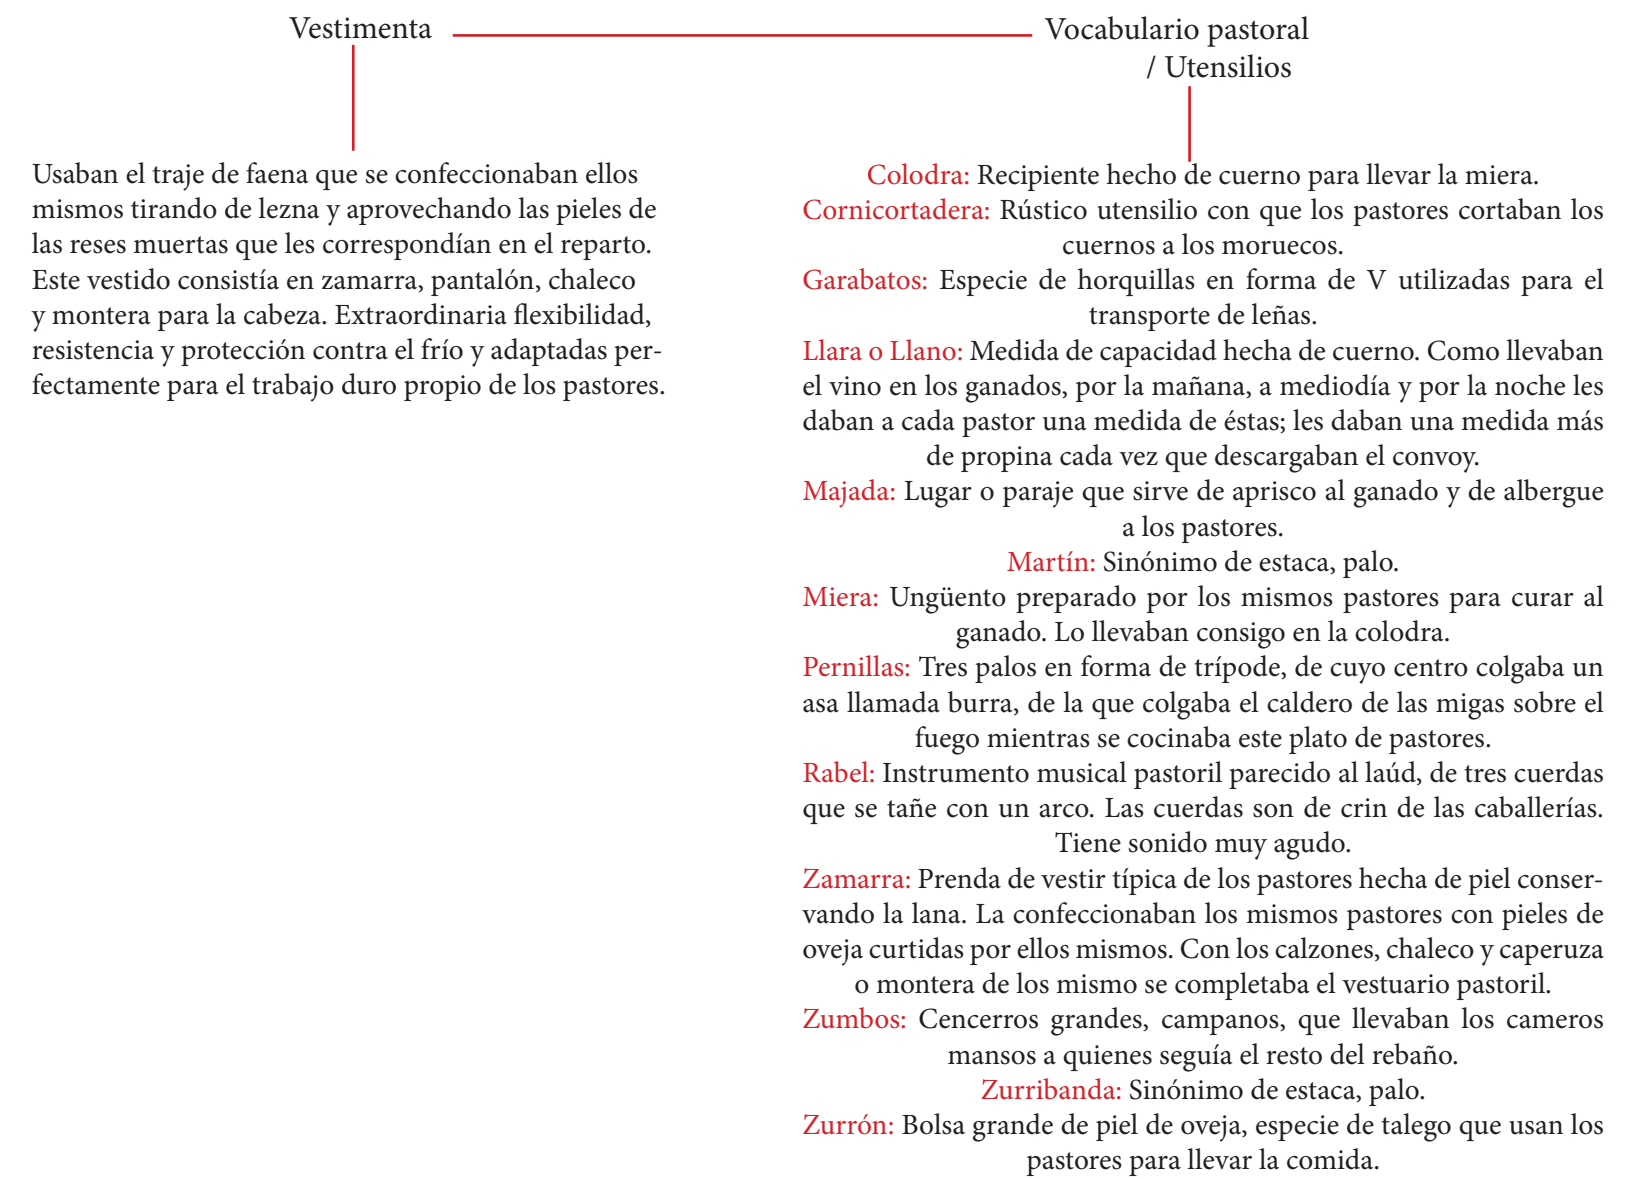 Vestimenta
Vocabulario pastoral
/ Utensilios
Usaban el traje de faena que se confeccionaban ellos
mismos tirando de lezna y aprovechando las pieles de
las reses muertas que les correspondían en el reparto.
Este vestido consistía en zamarra, pantalón, chaleco
y montera para la cabeza. Extraordinaria flexibilidad,
resistencia y protección contra el frío y adaptadas per-
fectamente para el trabajo duro propio de los pastores.
Colodra: Recipiente hecho de cuerno para llevar la miera.
Cornicortadera: Rústico utensilio con que los pastores cortaban los
cuernos a los moruecos.
Garabatos: Especie de horquillas en forma de V utilizadas para el
transporte de leñas.
Llara o Llano: Medida de capacidad hecha de cuerno. Como llevaban
el vino en los ganados, por la mañana, a mediodía y por la noche les
daban a cada pastor una medida de éstas; les daban una medida más
de propina cada vez que descargaban el convoy.
Majada: Lugar o paraje que sirve de aprisco al ganado y de albergue
a los pastores.
Martín: Sinónimo de estaca, palo.
Miera: Ungüento preparado por los mismos pastores para curar al
ganado. Lo llevaban consigo en la colodra.
Pernillas: Tres palos en forma de trípode, de cuyo centro colgaba un
asa llamada burra, de la que colgaba el caldero de las migas sobre el
fuego mientras se cocinaba este plato de pastores.
Rabel: Instrumento musical pastoril parecido al laúd, de tres cuerdas
que se tañe con un arco. Las cuerdas son de crin de las caballerías.
Tiene sonido muy agudo.
Zamarra: Prenda de vestir típica de los pastores hecha de piel conser-
vando la lana. La confeccionaban los mismos pastores con pieles de
oveja curtidas por ellos mismos. Con los calzones, chaleco y caperuza
o montera de los mismo se completaba el vestuario pastoril.
Zumbos: Cencerros grandes, campanos, que llevaban los cameros
mansos a quienes seguía el resto del rebaño.
Zurribanda: Sinónimo de estaca, palo.
Zurrón: Bolsa grande de piel de oveja, especie de talego que usan los
pastores para llevar la comida.